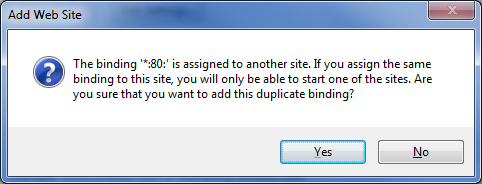 Add Web Site
The binding '*:80:' is assigned to another site. If you assign the same
binding to this site, you will only be able to start one of the sites. Are
you sure that you want to add this duplicate binding?
Yes
No